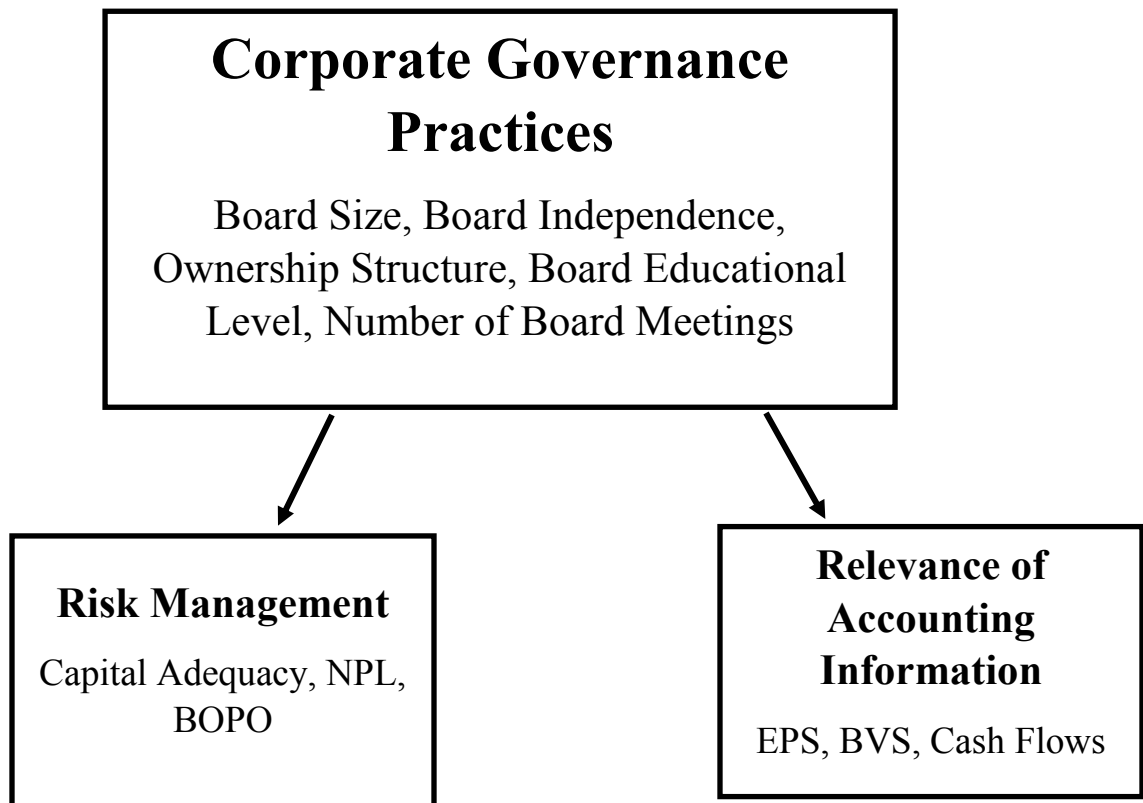 Corporate Governance
Practices
Board Size, Board Independence,
Ownership Structure, Board Educational
Level, Number of Board Meetings
Risk Management
Capital Adequacy, NPL,
BOPO
Relevance of
Accounting
Information
EPS, BVS, Cash Flows